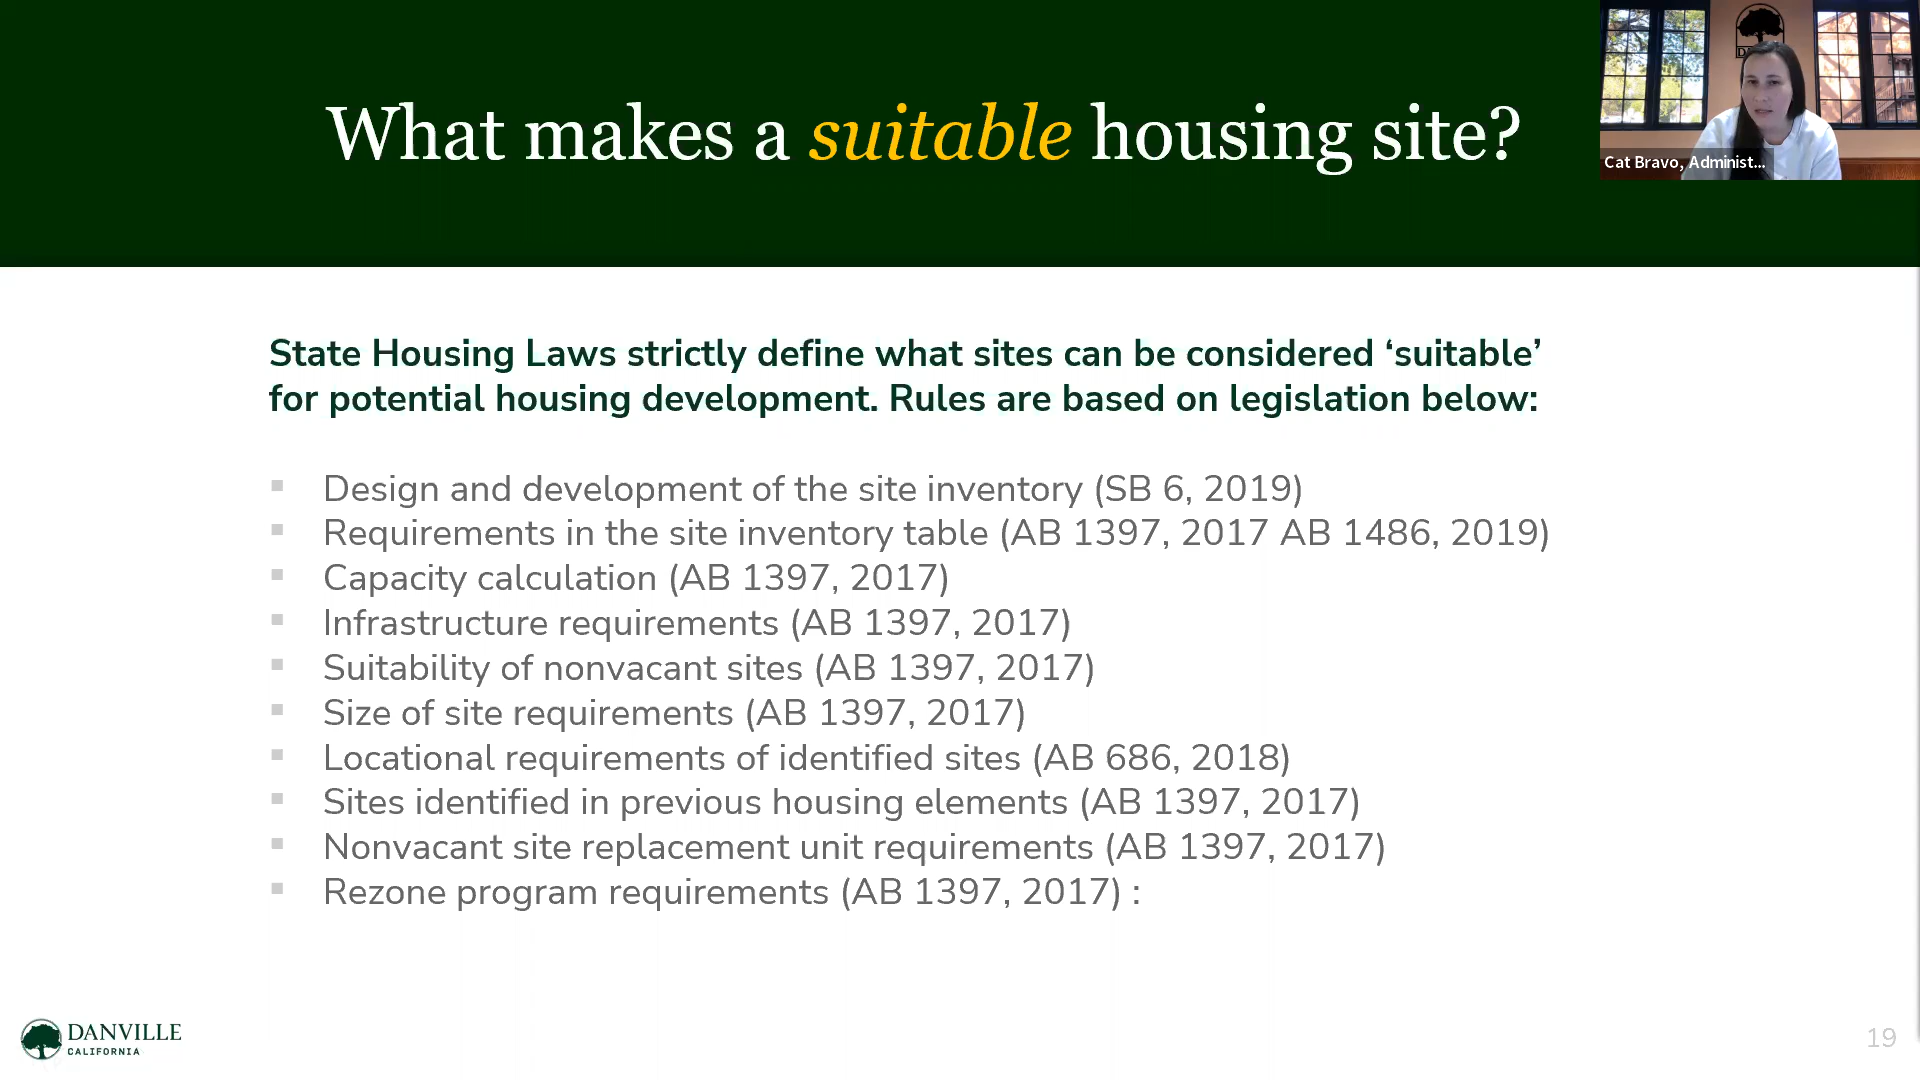 What makes a suitable housing site?
Cat Bravo, Administ...
State Housing Laws strictly define what sites can be considered ‘suitable’
for potential housing development. Rules are based on legislation below:
▪ Design and development of the site inventory (SB 6, 2019)
▪ Requirements in the site inventory table (AB 1397, 2017 AB 1486, 2019)
▪ Capacity calculation (AB 1397, 2017)
▪ Infrastructure requirements (AB 1397, 2017)
▪ Suitability of nonvacant sites (AB 1397, 2017)
▪ Size of site requirements (AB 1397, 2017)
▪ Locational requirements of identified sites (AB 686, 2018)
▪ Sites identified in previous housing elements (AB 1397, 2017)
▪ Nonvacant site replacement unit requirements (AB 1397, 2017)
▪ Rezone program requirements (AB 1397, 2017) :
DANVILLE
CALIFORNIA
19